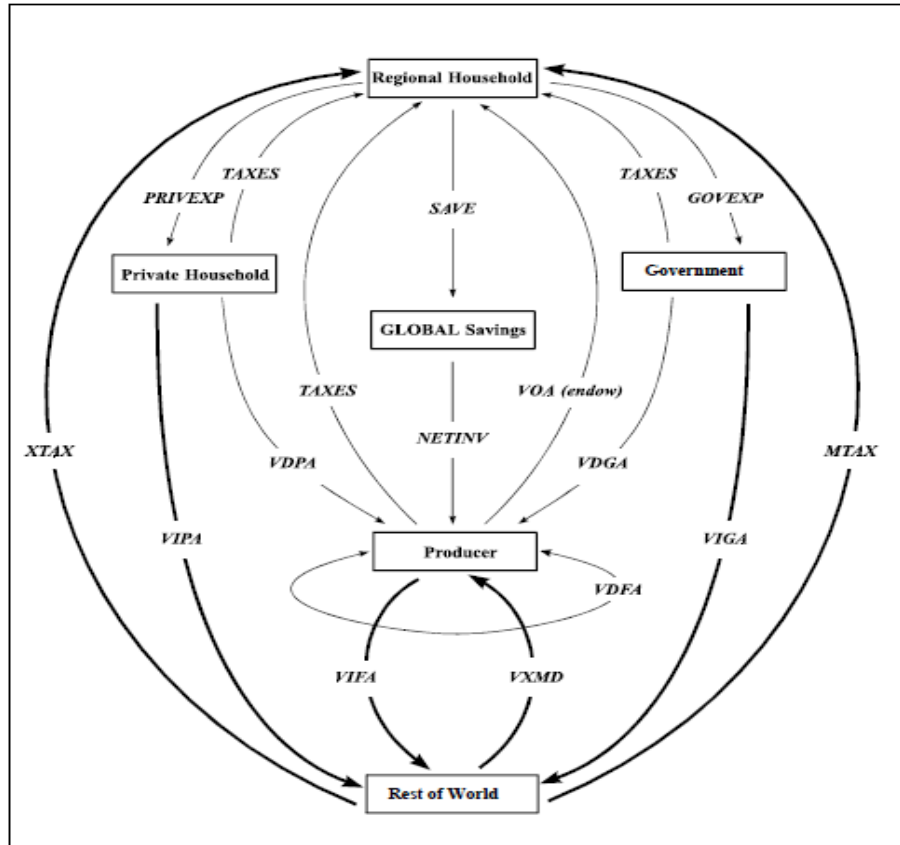 Regional Household
TAXES
TAXES
PRIVEXP
GOVEXP
SAVE
Private Household
Government
GLOBAL Savings
TAXES
VOA (endow)
NETINV
XTAX
MTAX
VDPA
VDGA
VIPA
VIGA
Producer
VDFA
VIFA
VXMD
Rest of World